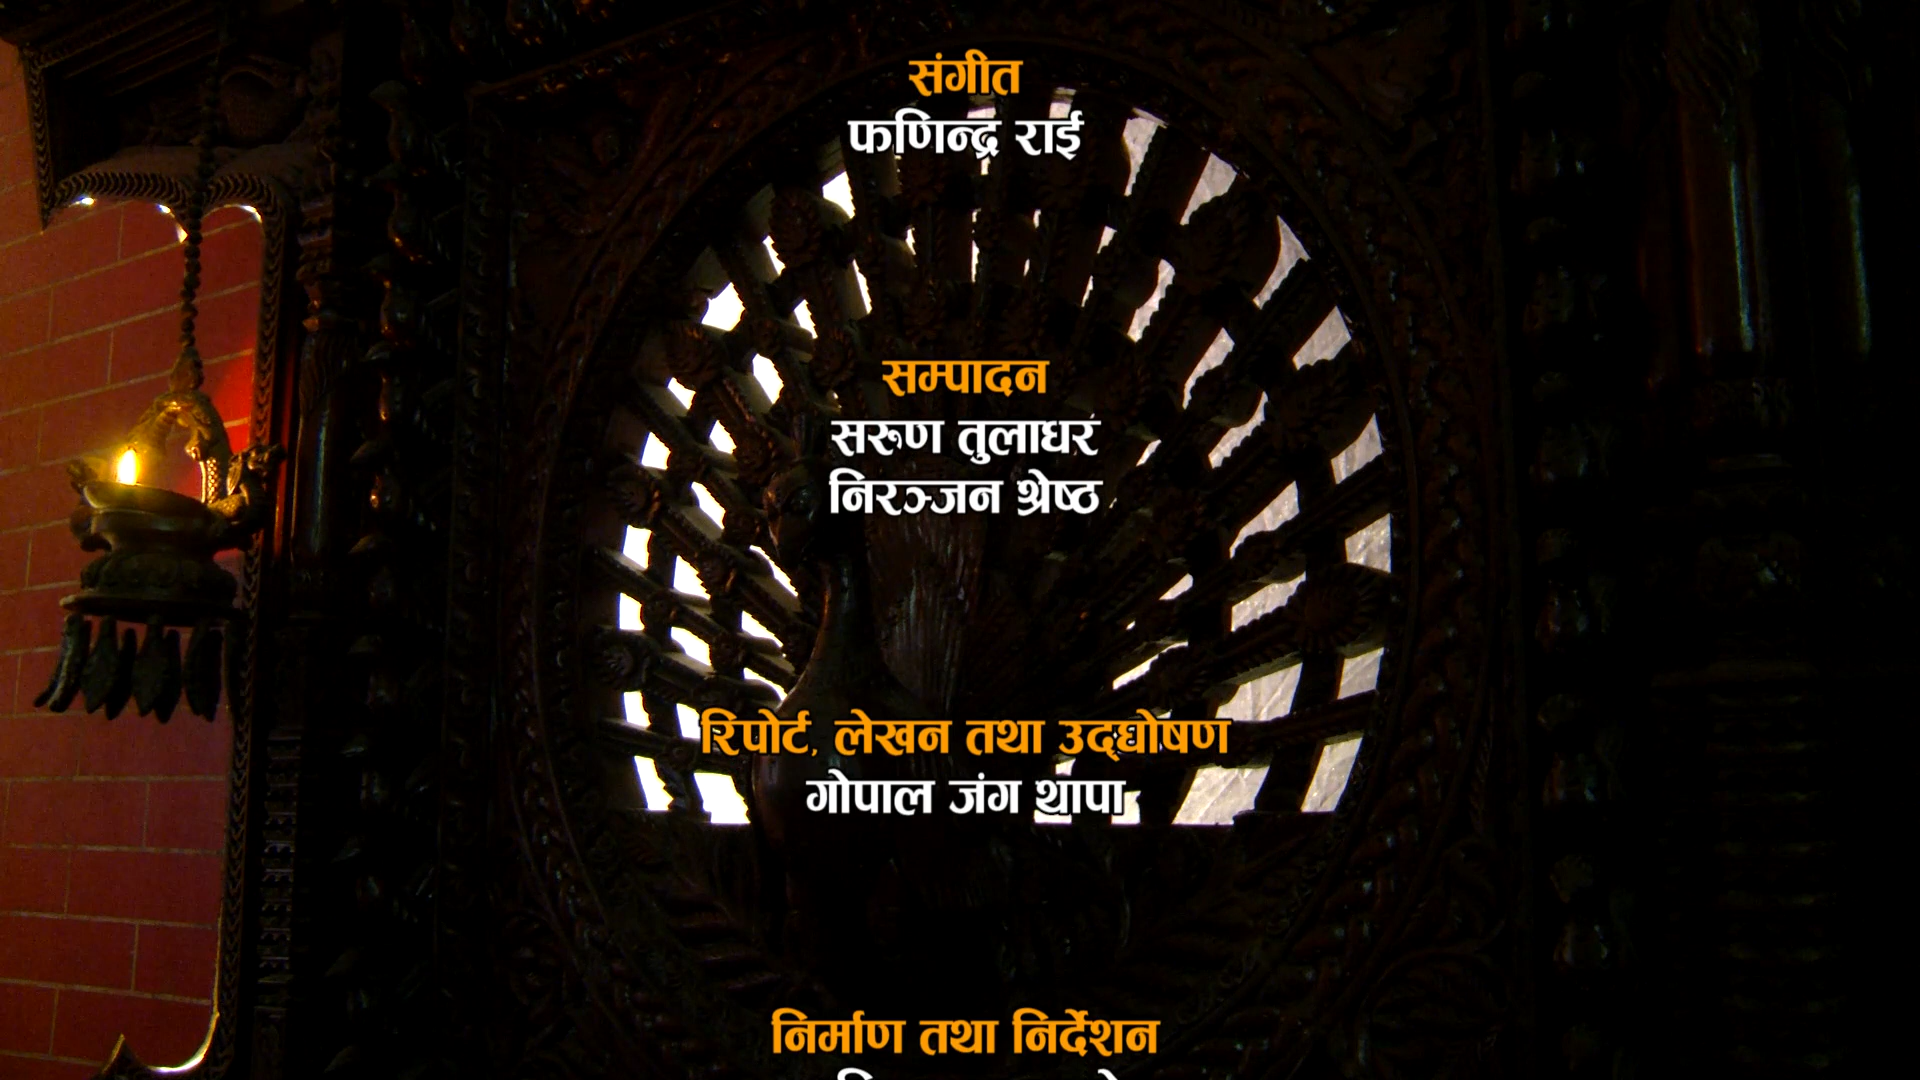 संगीत
फणिन्द्र राई
सम्पादन
सरुण तुलाधर
निरञ्जन श्रेष्ठ
रिपोर्ट, लेखन तथा उद्घोषण
गोपाल जंग थापा
निर्माण तथा निर्देशन